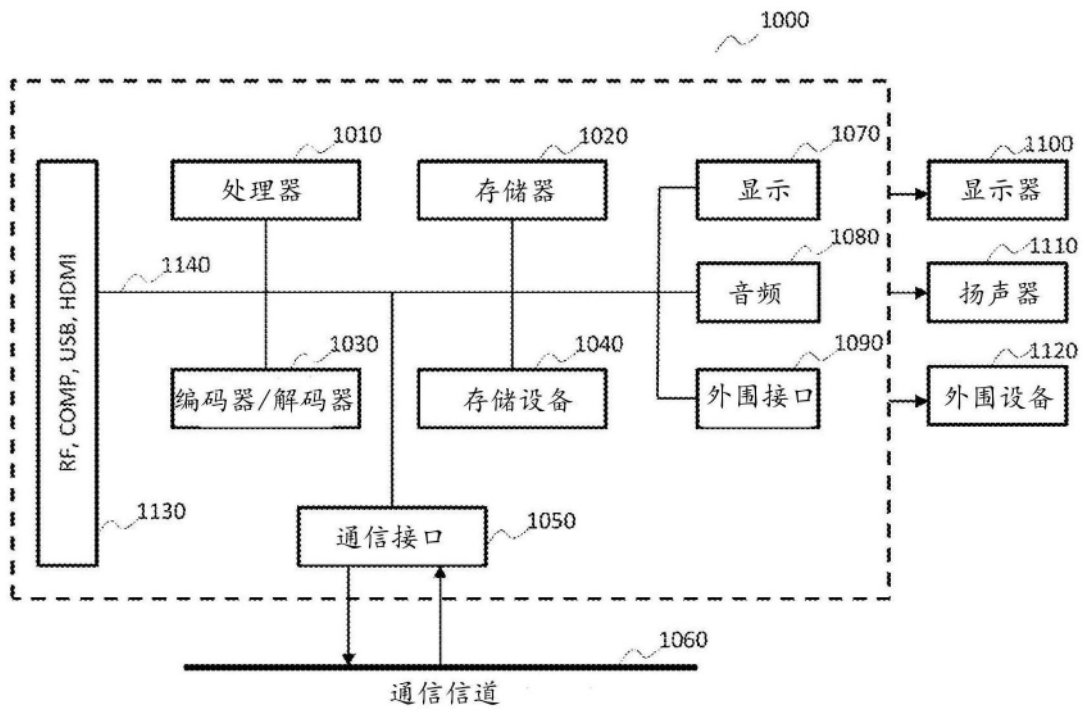 1000
1010
1020
1070
1100
处理器
存储器
显示
显示器
1080
1110
1140
音频
扬声器
RF, COMP, USB, HDMI
1030
1040
1090
1120
编码器/解码器
存储设备
外围接口
外围设备
1130
1050
通信接口
1060
通信信道